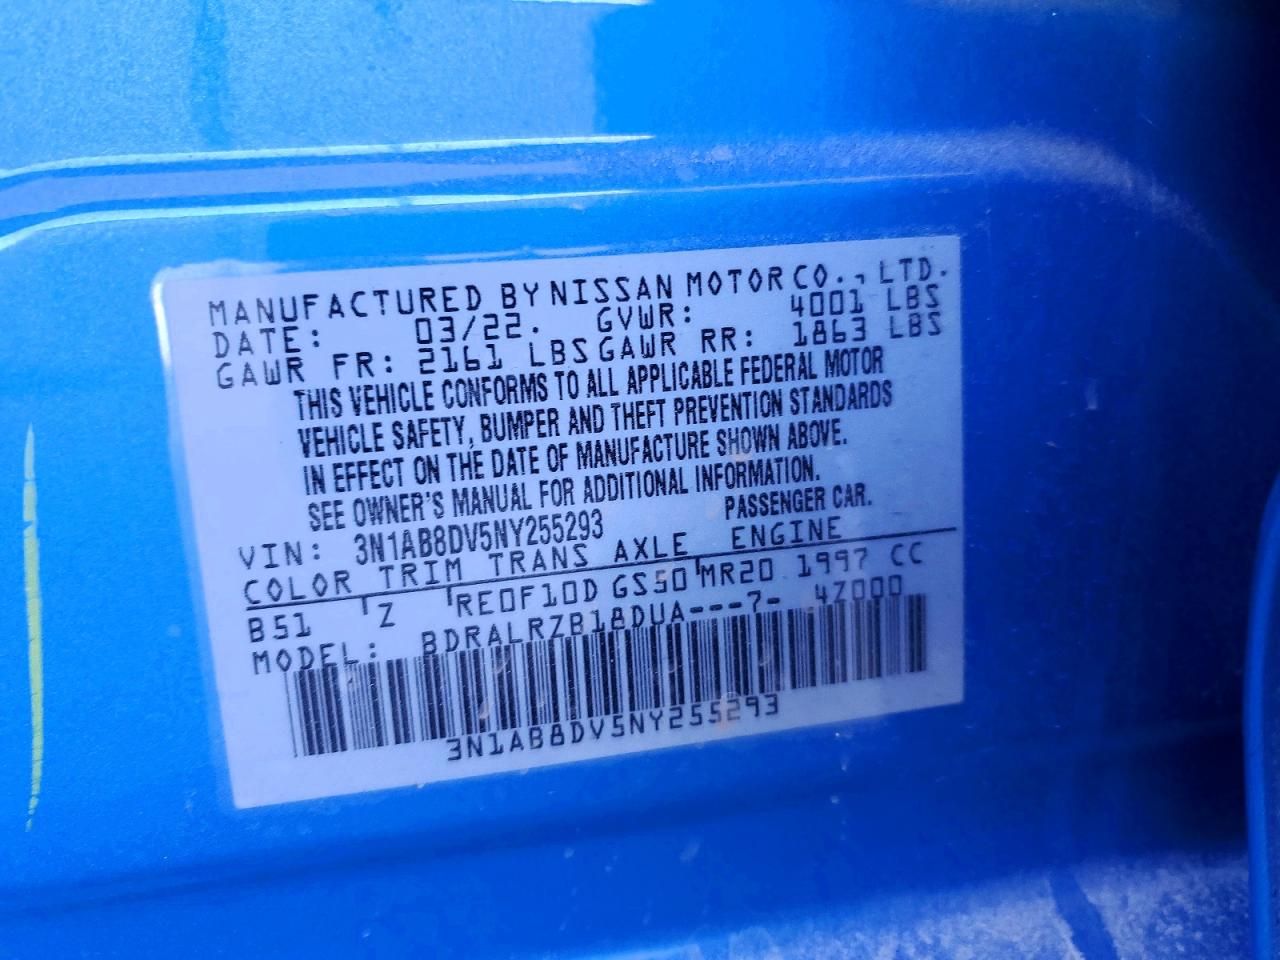 MANUFACTURED BY NISSAN MOTOR CO., LTD.
DATE: 03/22. GVWR: 4001 LBS
GAWR FR: 2161 LBS GAWR RR: 1863 LBS
THIS VEHICLE CONFORMS TO ALL APPLICABLE FEDERAL MOTOR
VEHICLE SAFETY, BUMPER AND THEFT PREVENTION STANDARDS
IN EFFECT ON THE DATE OF MANUFACTURE SHOWN ABOVE.
SEE OWNER'S MANUAL FOR ADDITIONAL INFORMATION.
VIN: 3N1AB8DV5NY255293 PASSENGER CAR.
COLOR TRIM TRANS AXLE ENGINE
B51 Z RE0F10D GS50 MR20 1997 CC
MODEL: BDRALRZB18DUA---7- 4Z000
3N1AB8DV5NY255293